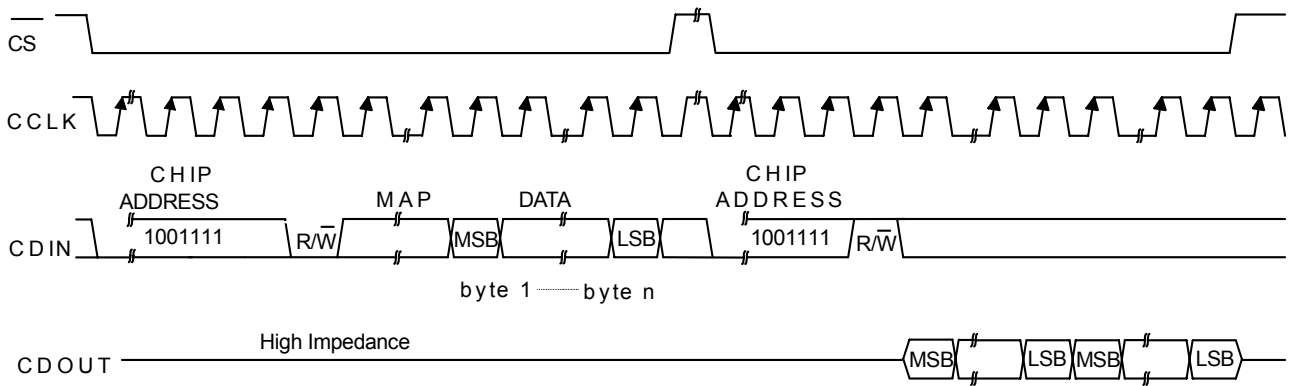 CS
CCLK
CHIP
ADDRESS
MAP
DATA
CHIP
ADDRESS
CDIN
1001111
R/W
MSB
LSB
1001111
R/W
byte 1
byte n
High Impedance
CDOUT
MSB
LSB
MSB
LSB